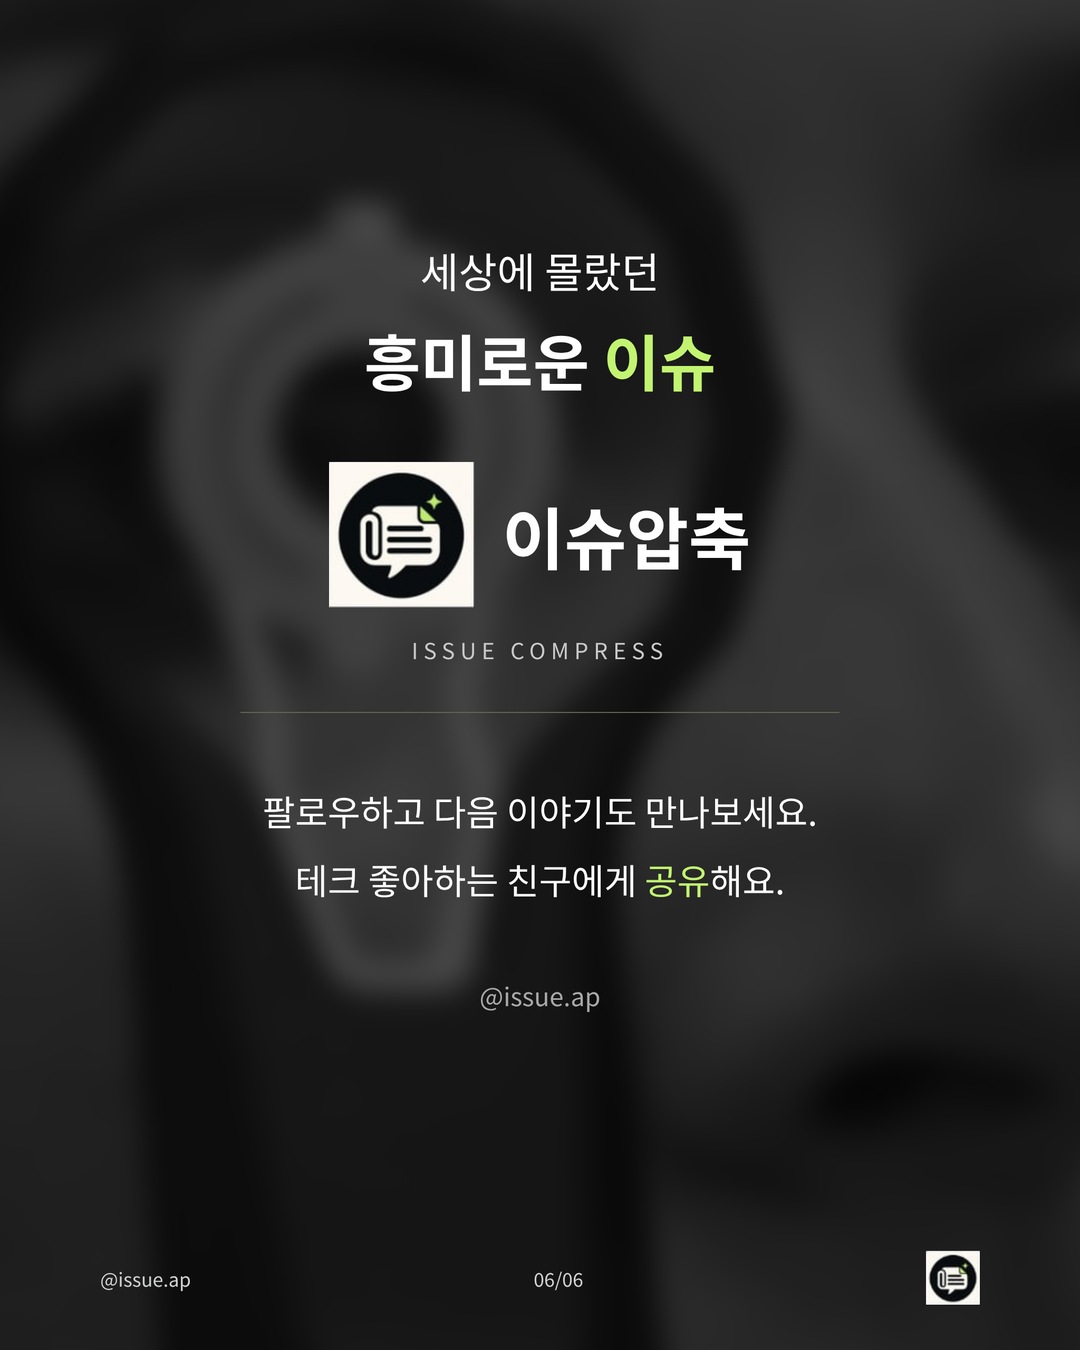 세상에 몰랐던
흥미로운 이슈
이슈압축
ISSUE COMPRESS
팔로우하고 다음 이야기도 만나보세요.
테크 좋아하는 친구에게 공유해요.
@issue.ap
@issue.ap
06/06